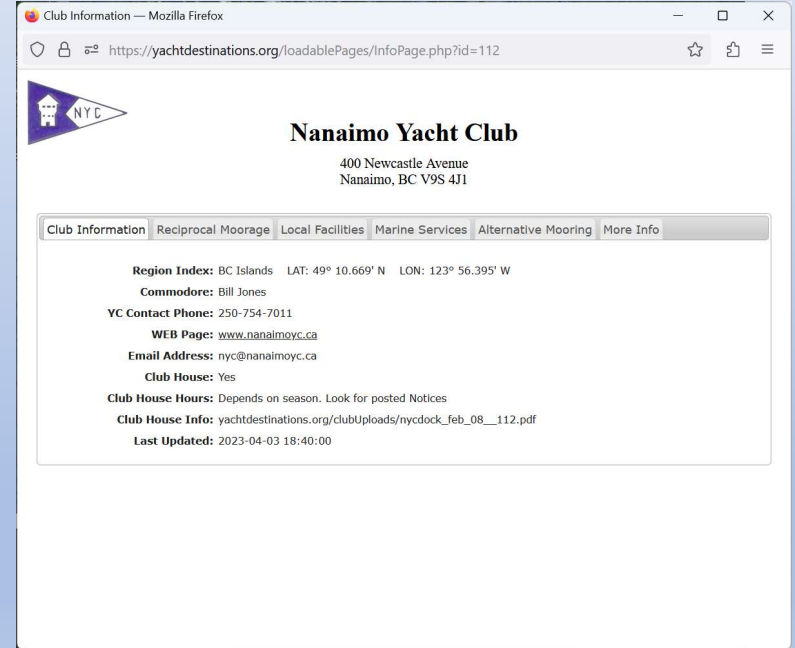 Club Information — Mozilla Firefox
https://yachtdestinations.org/loadablePages/InfoPage.php?id=112
NYC
Nanaimo Yacht Club
400 Newcastle Avenue
Nanaimo, BC V9S 4J1
Club Information Reciprocal Moorage Local Facilities Marine Services Alternative Mooring More Info
Region Index: BC Islands LAT: 49° 10.669' N LON: 123° 56.395' W
Commodore: Bill Jones
YC Contact Phone: 250-754-7011
WEB Page: www.nanaimoyc.ca
Email Address: nyc@nanaimoyc.ca
Club House: Yes
Club House Hours: Depends on season. Look for posted Notices
Club House Info: yachtdestinations.org/clubUploads/nycdock_feb_08__112.pdf
Last Updated: 2023-04-03 18:40:00